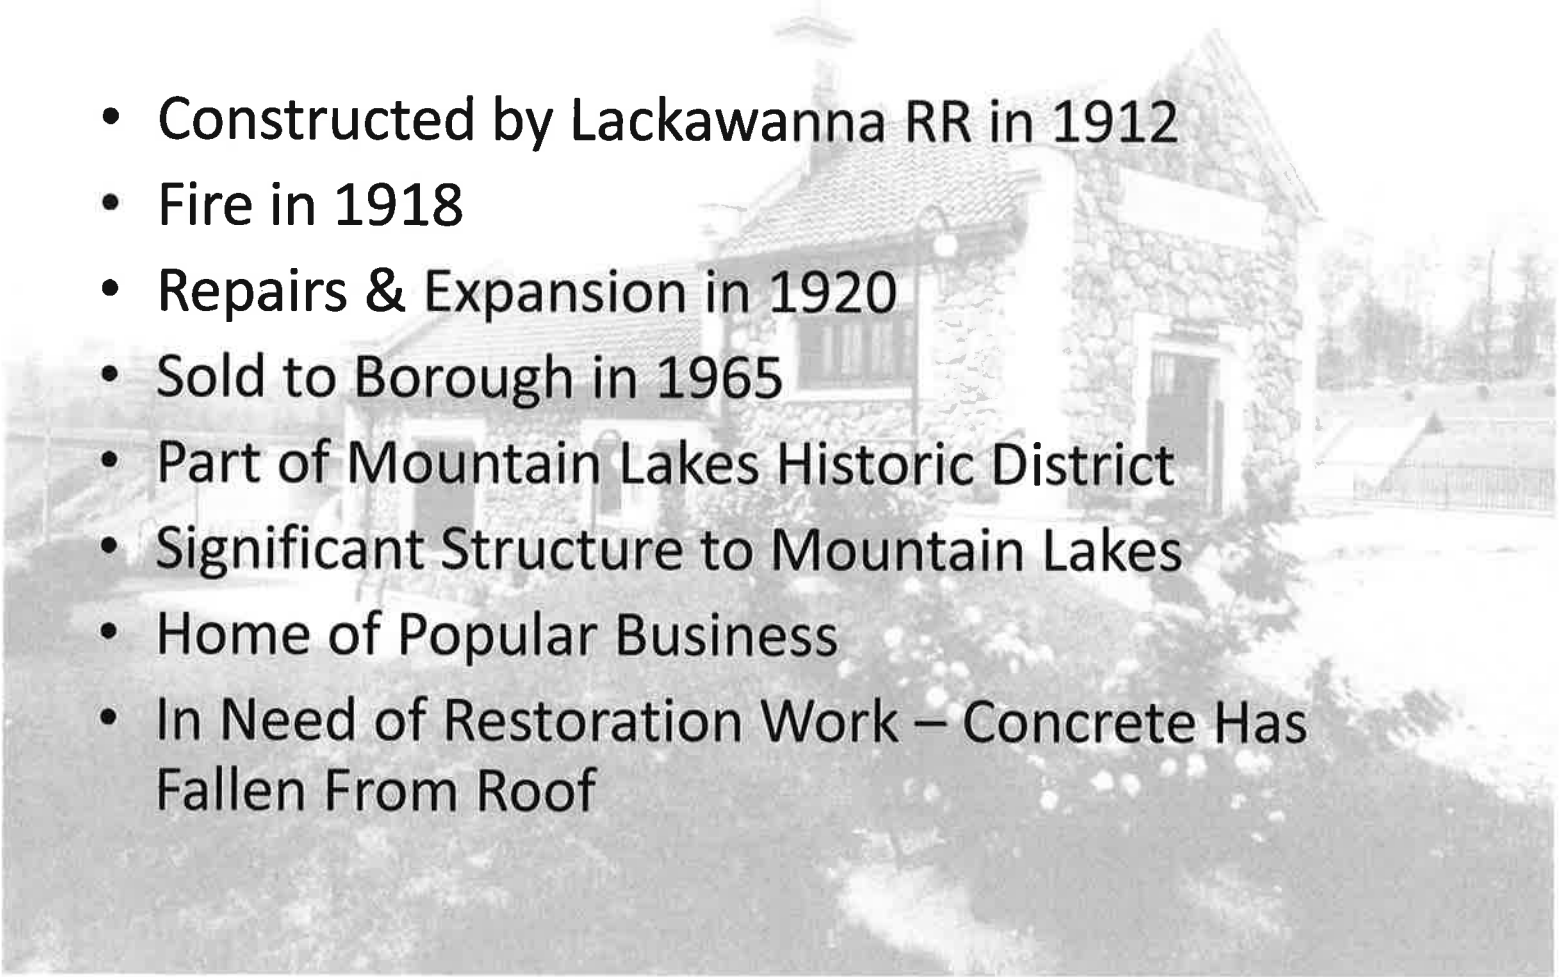 • Constructed by Lackawanna RR in 1912
• Fire in 1918
• Repairs & Expansion in 1920
• Sold to Borough in 1965
• Part of Mountain Lakes Historic District
• Significant Structure to Mountain Lakes
• Home of Popular Business
• In Need of Restoration Work – Concrete Has
Fallen From Roof